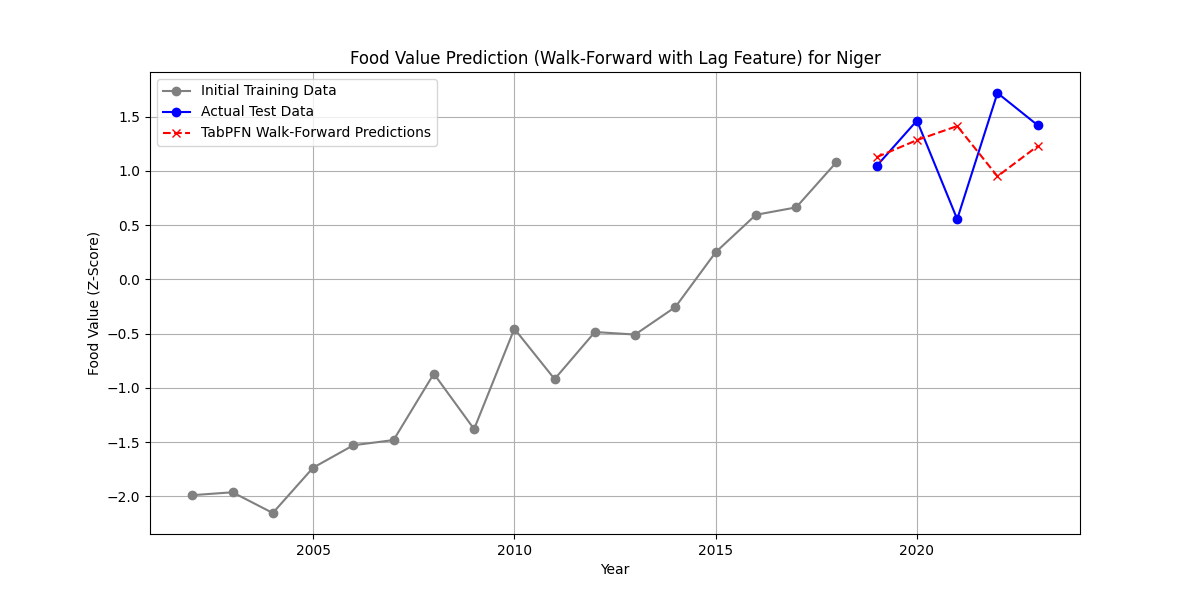 Food Value Prediction (Walk-Forward with Lag Feature) for Niger
Initial Training Data
Actual Test Data
TabPFN Walk-Forward Predictions
Food Value (Z-Score)
1.5
1.0
0.5
0.0
−0.5
−1.0
−1.5
−2.0
2005
2010
2015
2020
Year